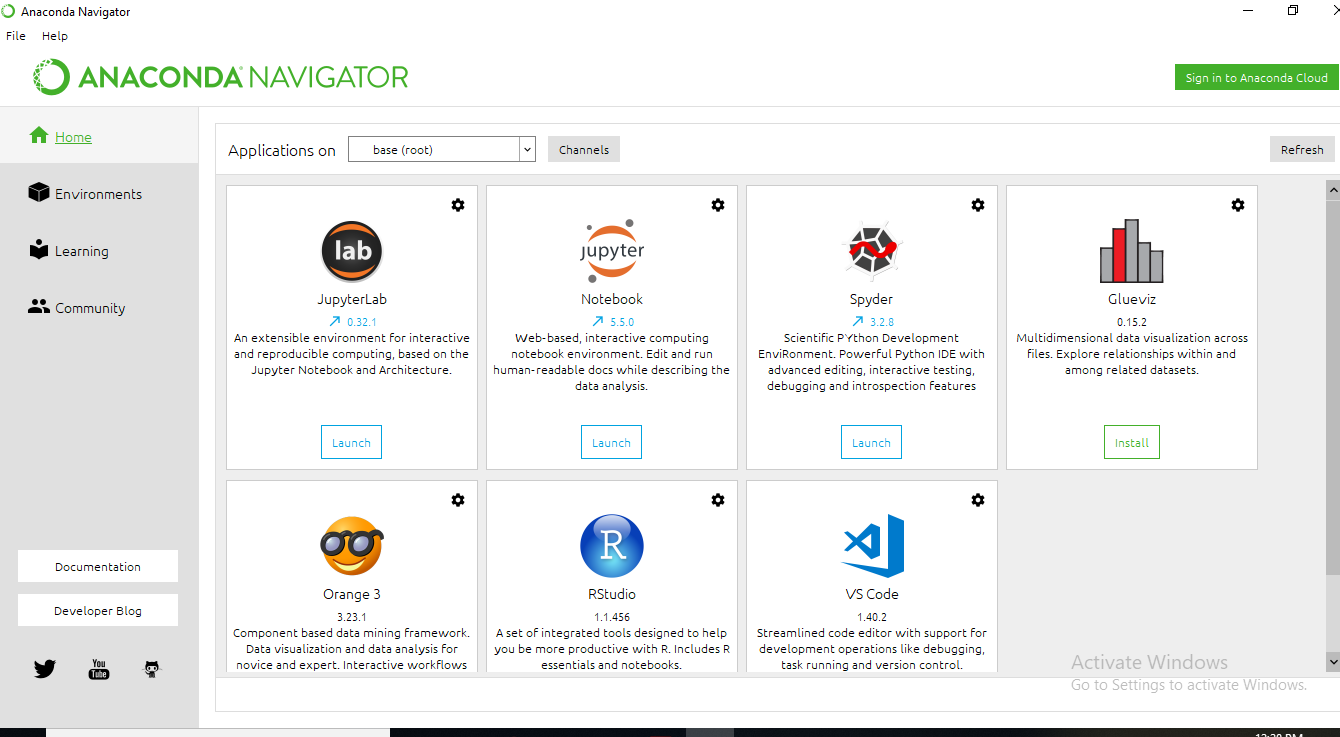 Anaconda Navigator
File Help
ANACONDA NAVIGATOR
Sign in to Anaconda Cloud
Home
Environments
Learning
Community
Documentation
Developer Blog
You
Tube
Applications on
base (root)
Channels
Refresh
lab
JupyterLab
0.32.1
An extensible environment for interactive
and reproducible computing, based on the
Jupyter Notebook and Architecture.
Launch
jupyter
Notebook
5.5.0
Web-based, interactive computing
notebook environment. Edit and run
human-readable docs while describing the
data analysis.
Launch
Spyder
3.2.8
Scientific PYthon Development
EnviRonment. Powerful Python IDE with
advanced editing, interactive testing,
debugging and introspection features
Launch
Glueviz
0.15.2
Multidimensional data visualization across
files. Explore relationships within and
among related datasets.
Install
Orange 3
3.23.1
Component based data mining framework.
Data visualization and data analysis for
novice and expert. Interactive workflows
R
RStudio
1.1.456
A set of integrated tools designed to help
you be more productive with R. Includes R
essentials and notebooks.
VS Code
1.40.2
Streamlined code editor with support for
development operations like debugging,
task running and version control.
Activate Windows
Go to Settings to activate Windows.